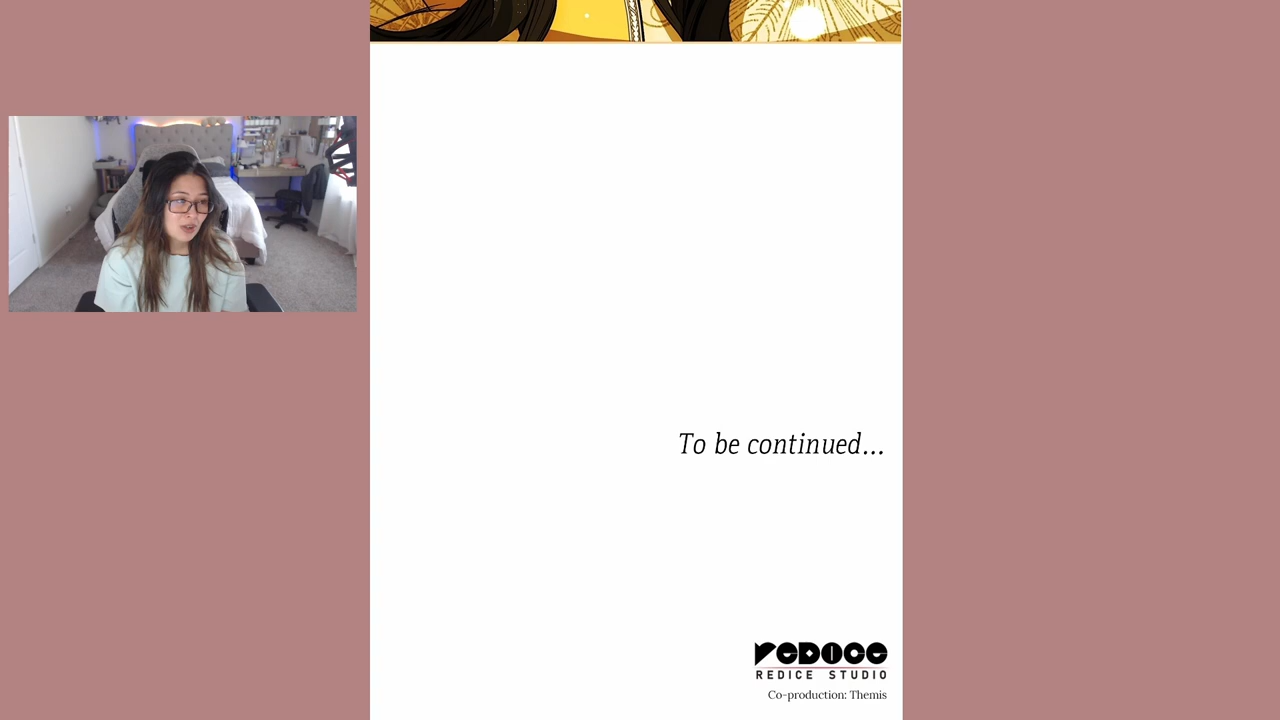 To be continued...
REDICE
REDICE STUDIO
Co-production: Themis